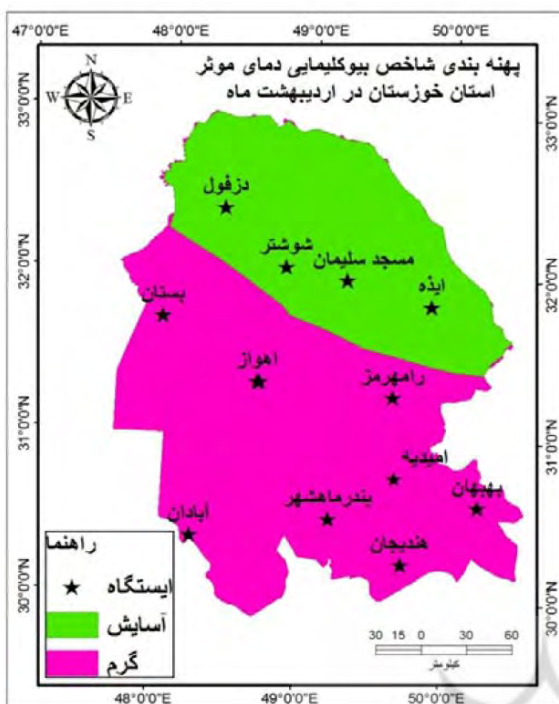 47°0'0"E 48°0'0"E 49°0'0"E 50°0'0"E
پهنه بندی شاخص بیوکلیمایی دمای موثر
استان خوزستان در اردیبهشت ماه
N
W E
S
33°0'0"N 33°0'0"N
دزفول
شوشتر
مسجد سلیمان
ایذه
32°0'0"N 32°0'0"N
بستان
اهواز
رامهرمز
31°0'0"N 31°0'0"N
امیدیه
بهبهان
بندرماهشهر
آبادان
هندیجان
30°0'0"N 30°0'0"N
راهنما
ایستگاه
آسایش
گرم
30 15 0 30 60
کیلومتر
48°0'0"E 49°0'0"E 50°0'0"E